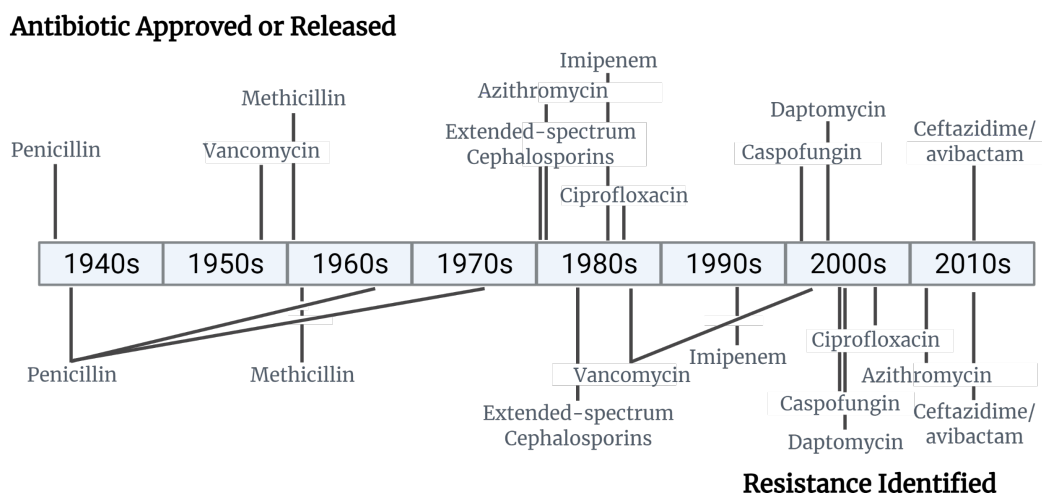 Antibiotic Approved or Released
Imipenem
Azithromycin
Methicillin
Daptomycin
Extended-spectrum
Cephalosporins
Ceftazidime/
avibactam
Penicillin
Vancomycin
Caspofungin
Ciprofloxacin
1940s
1950s
1960s
1970s
1980s
1990s
2000s
2010s
Ciprofloxacin
Imipenem
Penicillin
Methicillin
Vancomycin
Azithromycin
Extended-spectrum
Cephalosporins
Caspofungin
Ceftazidime/
avibactam
Daptomycin
Resistance Identified